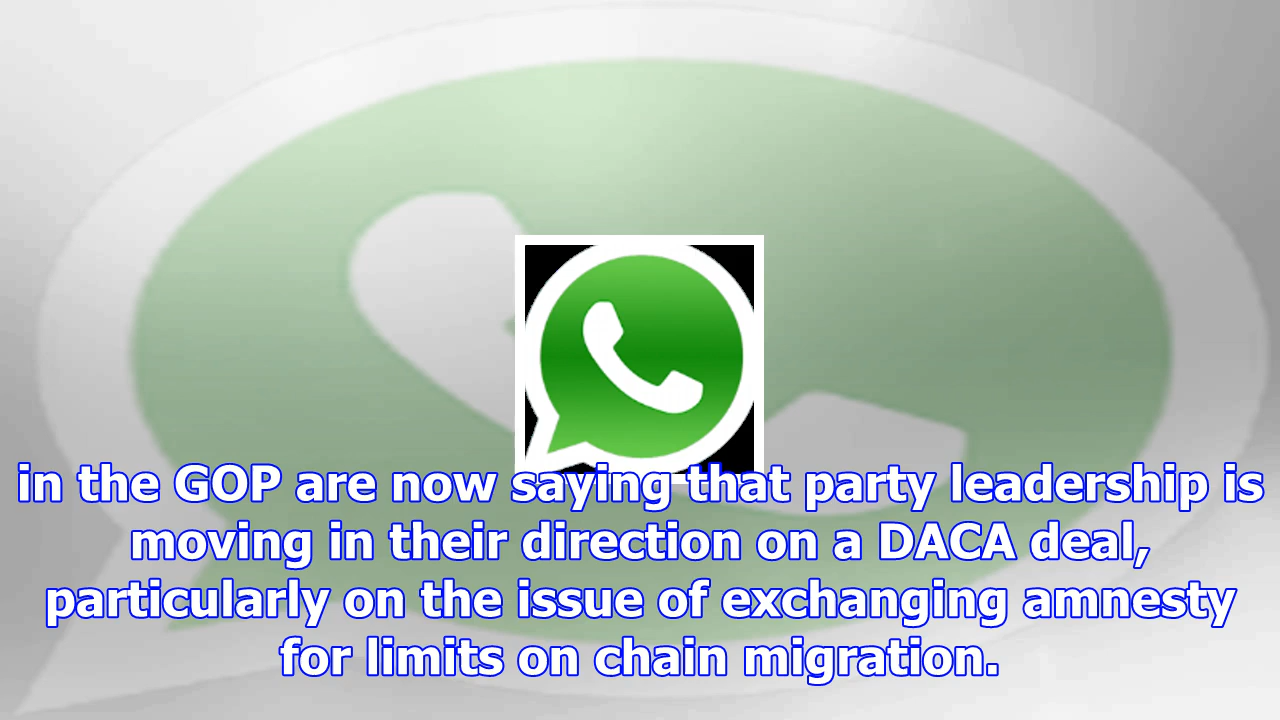 in the GOP are now saying that party leadership is
moving in their direction on a DACA deal,
particularly on the issue of exchanging amnesty
for limits on chain migration.